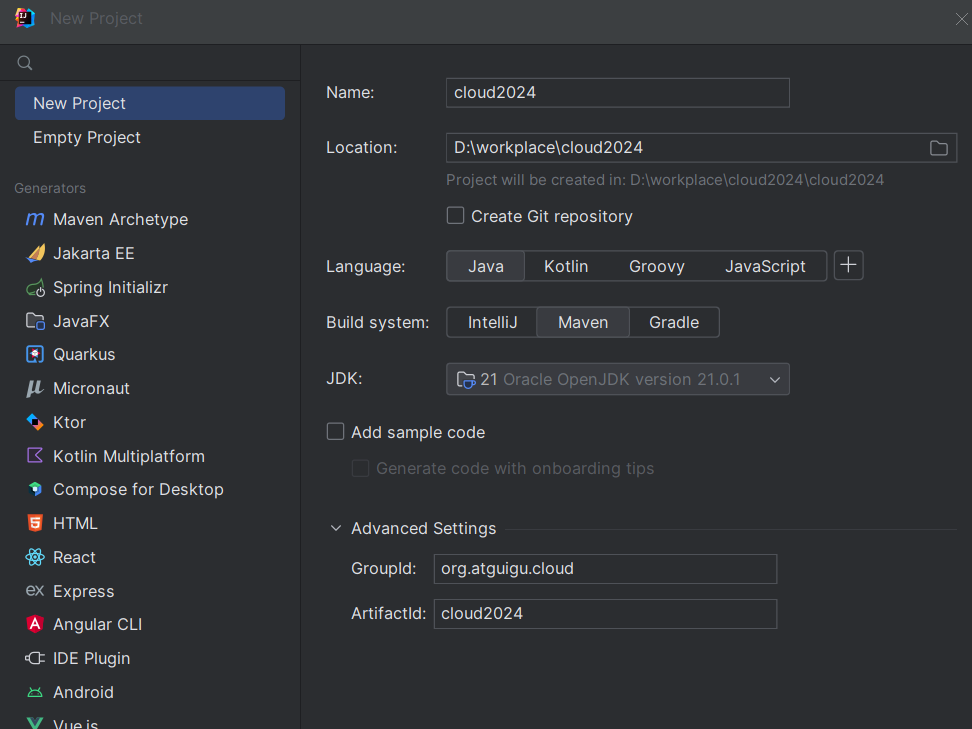 New Project
New Project
Empty Project
Generators
Maven Archetype
Jakarta EE
Spring Initializr
JavaFX
Quarkus
Micronaut
Ktor
Kotlin Multiplatform
Compose for Desktop
HTML
React
Express
Angular CLI
IDE Plugin
Android
Vue.js
Name: cloud2024
Location: D:\workplace\cloud2024
Project will be created in: D:\workplace\cloud2024\cloud2024
Create Git repository
Language: Java Kotlin Groovy JavaScript
Build system: IntelliJ Maven Gradle
JDK: 21 Oracle OpenJDK version 21.0.1
Add sample code
Generate code with onboarding tips
Advanced Settings
GroupId: org.atguigu.cloud
ArtifactId: cloud2024